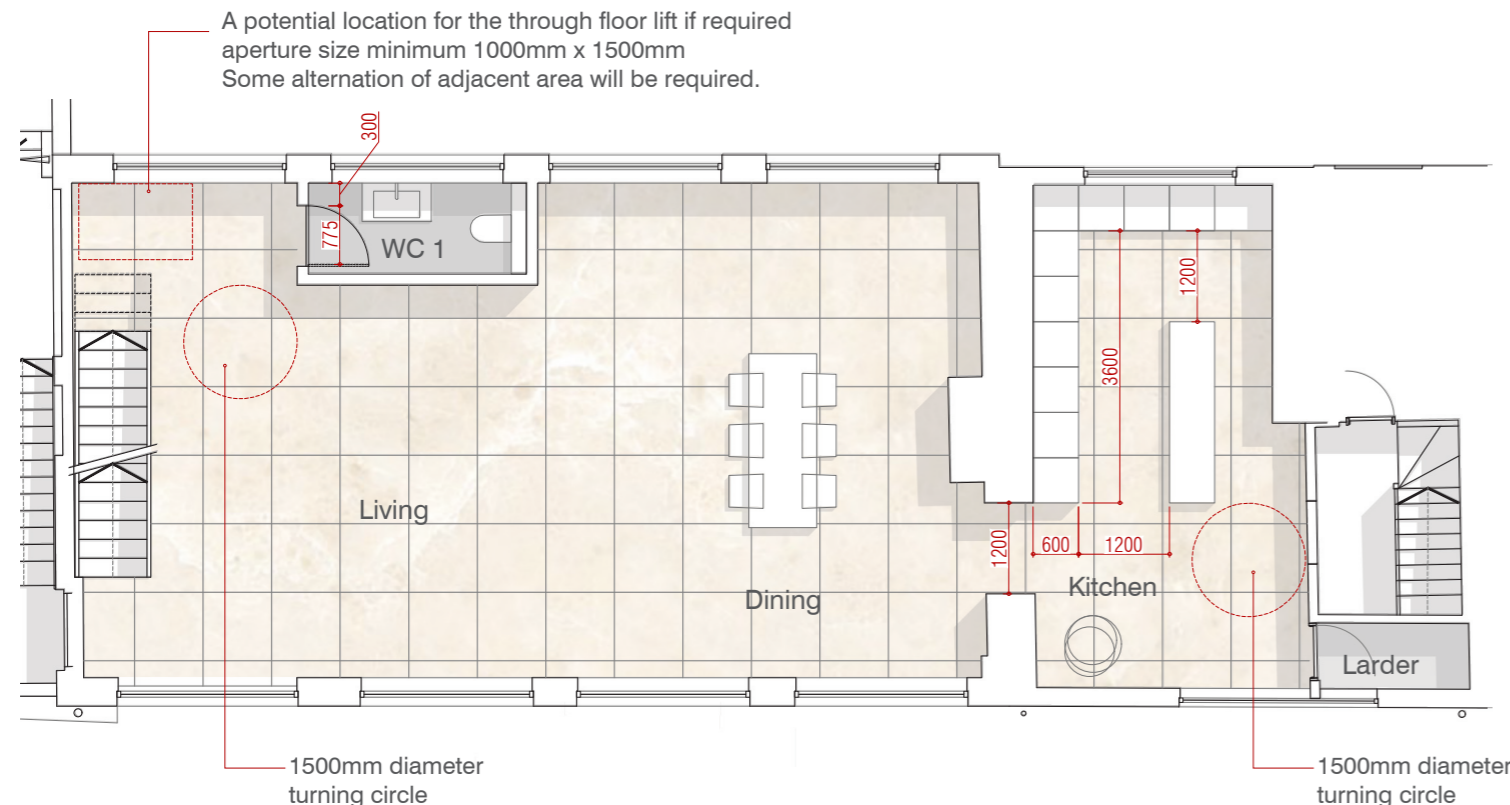 A potential location for the through floor lift if required
aperture size minimum 1000mm x 1500mm
Some alternation of adjacent area will be required.
300
775
WC 1
1200
3600
Living
1200
600
1200
Kitchen
Dining
Larder
1500mm diameter
turning circle
1500mm diameter
turning circle